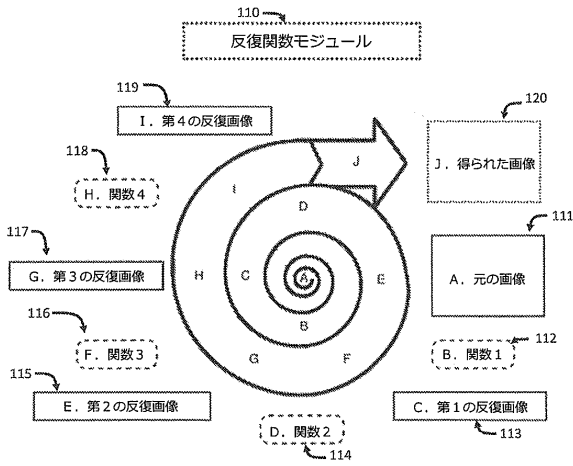 110
反復関数モジュール
119
I. 第4の反復画像
120
J. 得られた画像
118
H. 関数4
117
G. 第3の反復画像
111
A. 元の画像
116
F. 関数3
112
B. 関数1
115
E. 第2の反復画像
C. 第1の反復画像
113
D. 関数2
114
J
I
D
H
C
A
E
B
G
F